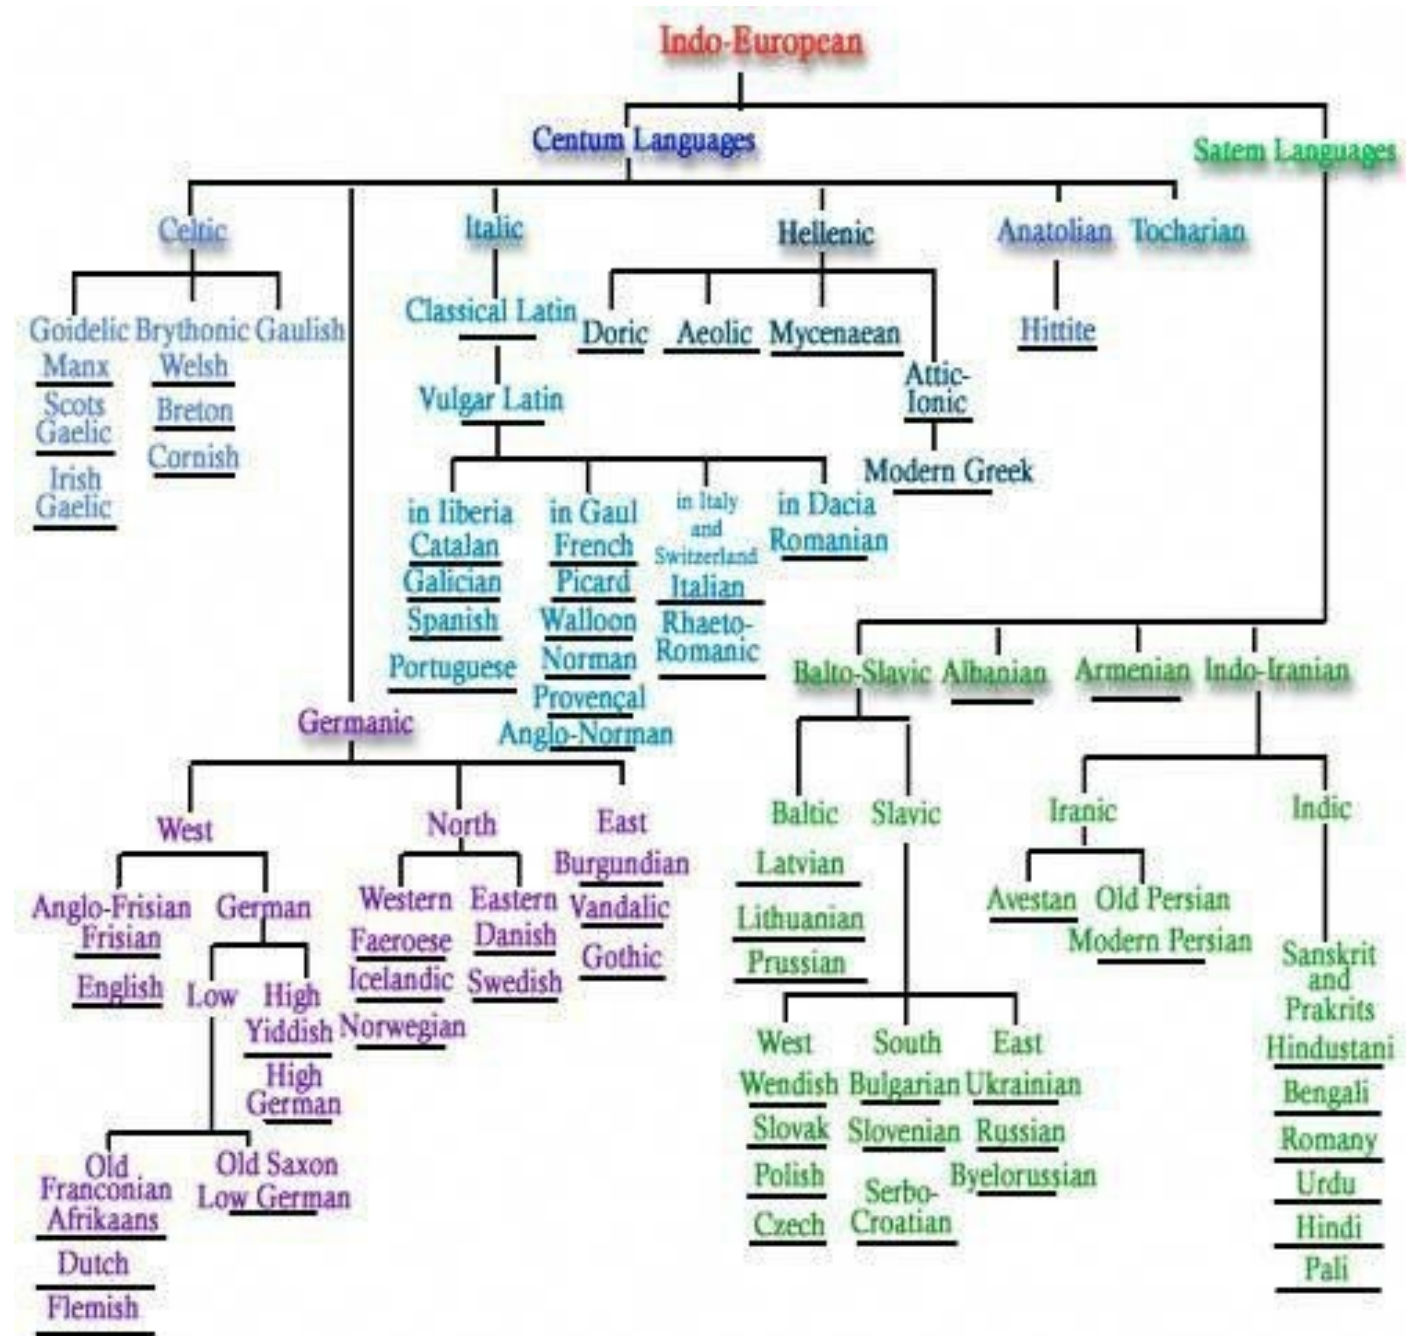 Indo-European
Centum Languages
Satem Languages
Celtic
Italic
Hellenic
Anatolian
Tocharian
Goidelic
Manx
Scots
Gaelic
Irish
Gaelic
Brythonic
Welsh
Breton
Cornish
Gaulish
Classical Latin
Vulgar Latin
in Iiberia
Catalan
Galician
Spanish
Portuguese
in Gaul
French
Picard
Walloon
Norman
Provençal
Anglo-Norman
in Italy
and
Switzerland
Italian
Rhaeto-
Romanic
in Dacia
Romanian
Doric
Aeolic
Mycenaean
Attic-
Ionic
Modern Greek
Hittite
Germanic
West
Anglo-Frisian
Frisian
English
German
Low
High
Yiddish
High
German
Old
Franconian
Afrikaans
Dutch
Flemish
Old Saxon
Low German
North
Western
Faeroese
Icelandic
Norwegian
Eastern
Danish
Swedish
East
Burgundian
Vandalic
Gothic
Balto-Slavic
Albanian
Armenian
Indo-Iranian
Baltic
Latvian
Lithuanian
Prussian
Slavic
West
Wendish
Slovak
Polish
Czech
South
Bulgarian
Slovenian
Serbo-
Croatian
East
Ukrainian
Russian
Byelorussian
Iranic
Avestan
Old Persian
Modern Persian
Indic
Sanskrit
and
Prakrits
Hindustani
Bengali
Romany
Urdu
Hindi
Pali